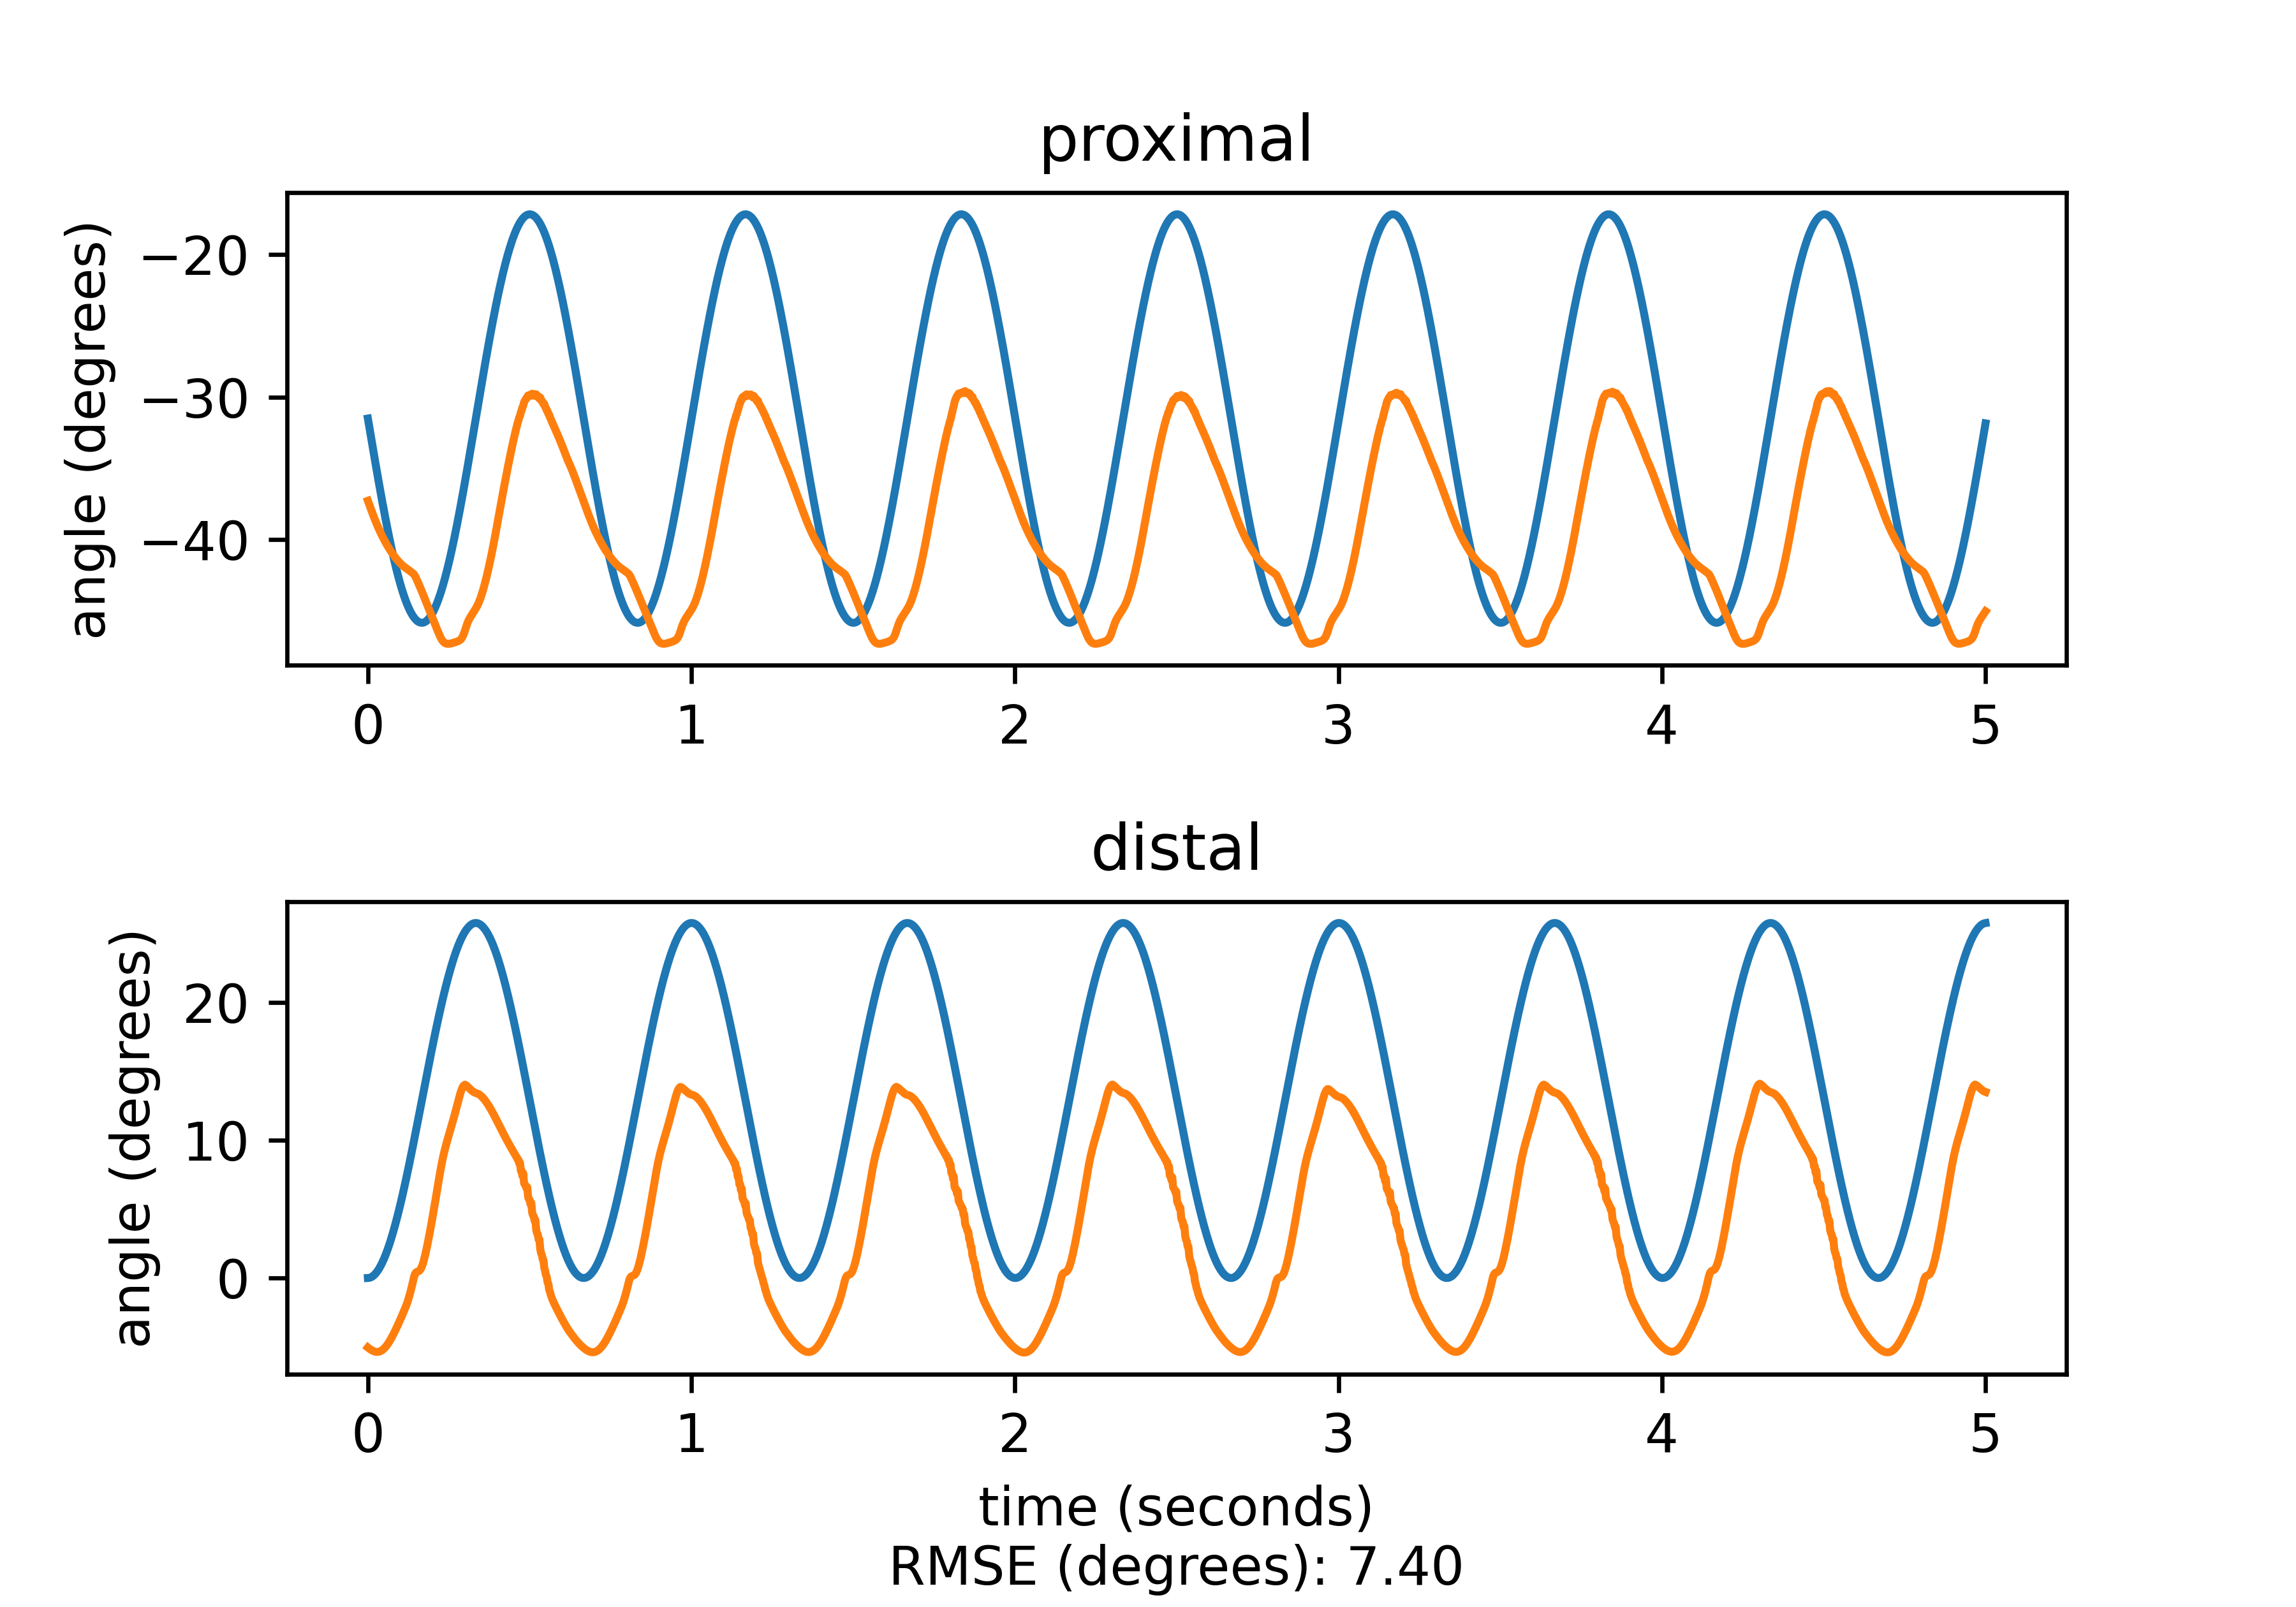 proximal
angle (degrees)
−20
−30
−40
0 1 2 3 4 5
distal
angle (degrees)
20
10
0
0 1 2 3 4 5
time (seconds)
RMSE (degrees): 7.40